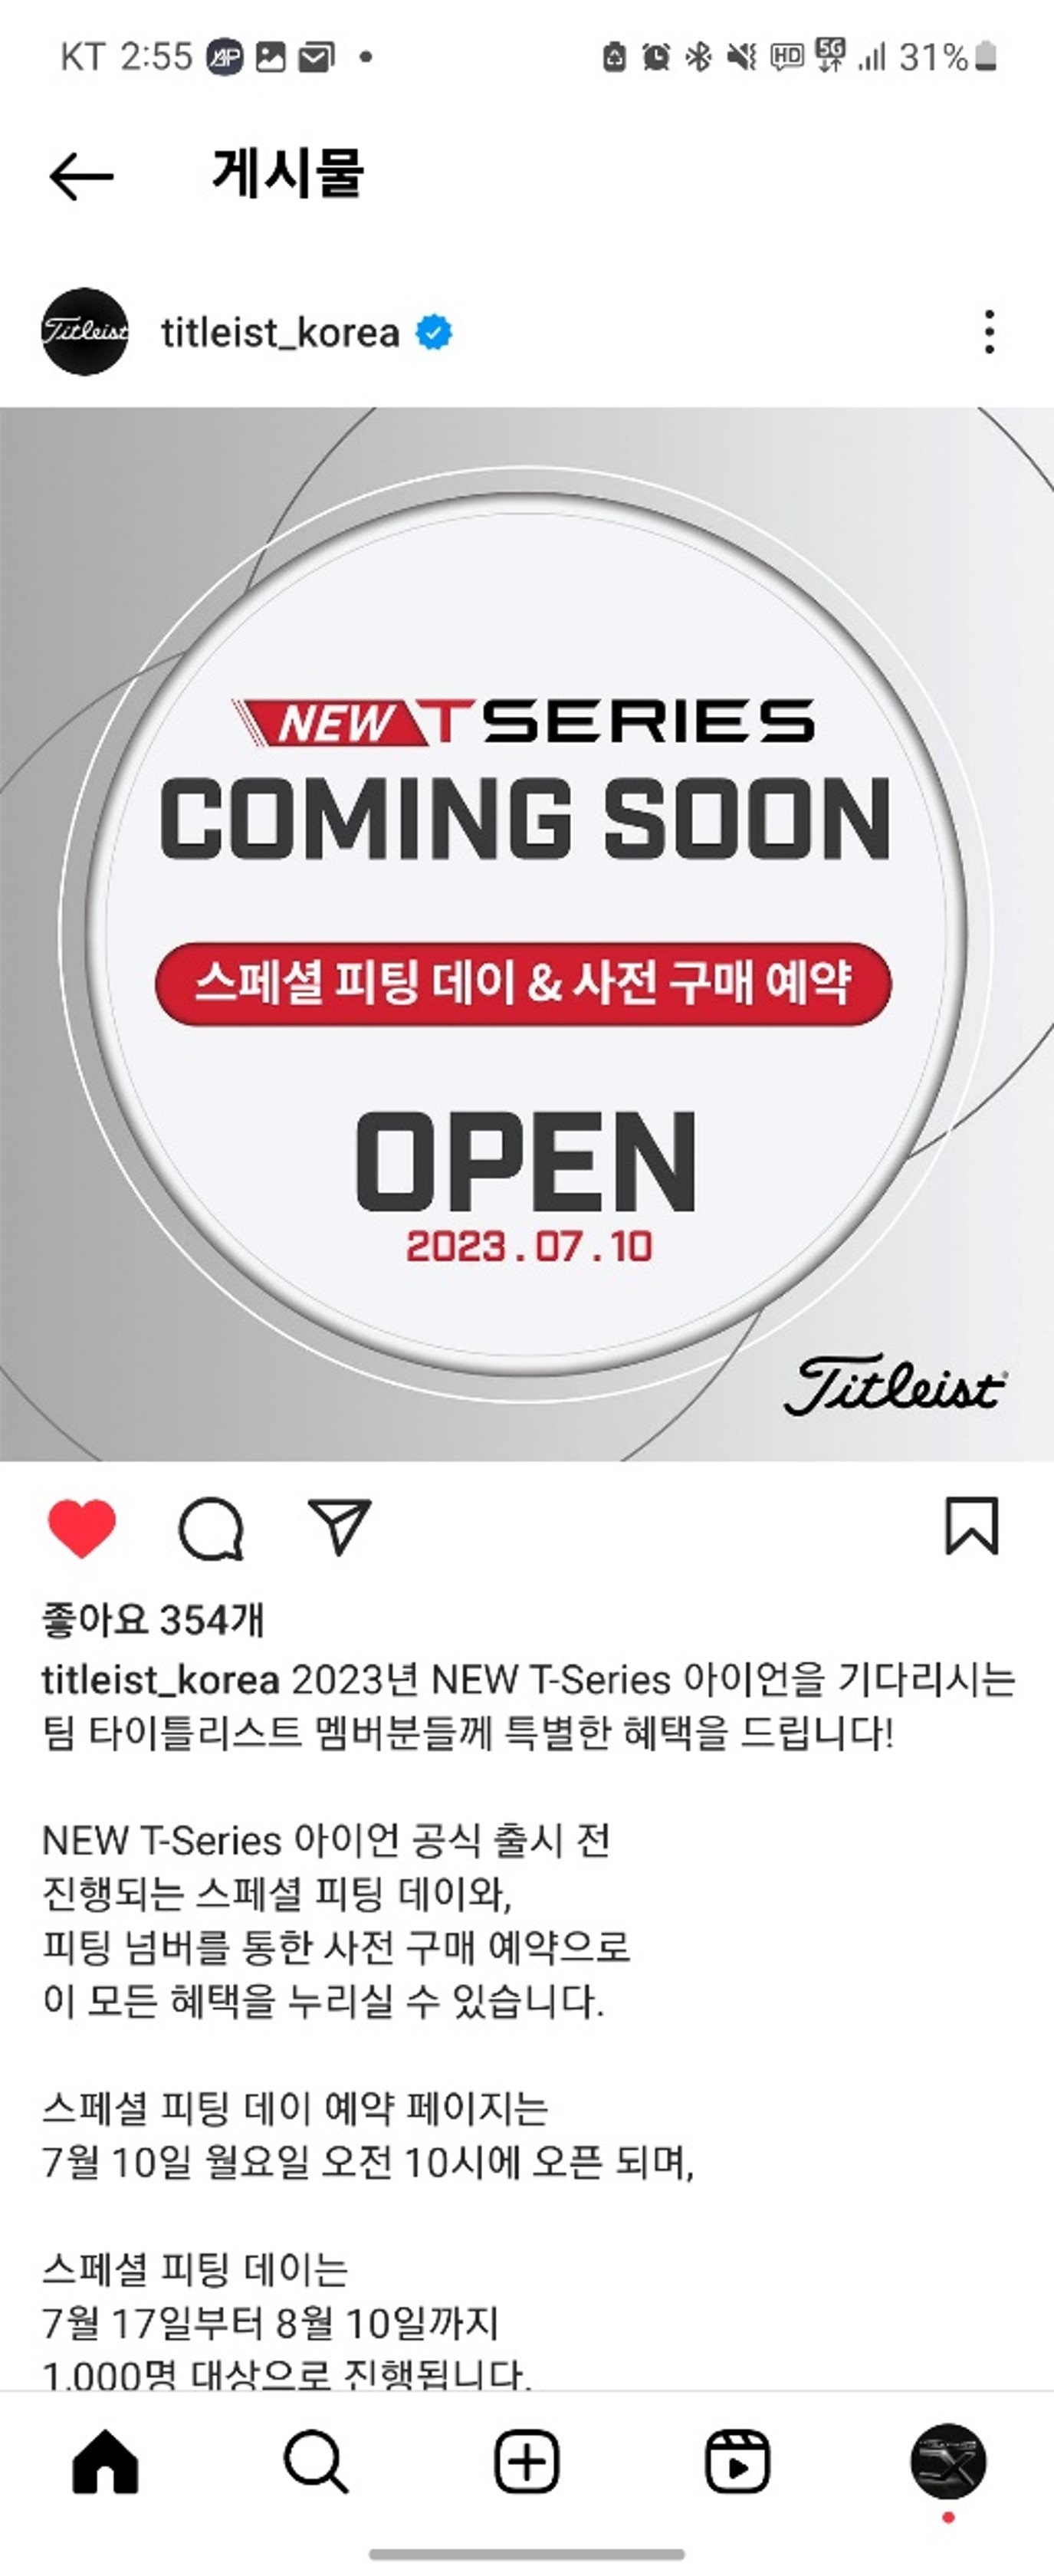 KT 2:55 AP HD 5G 31%
게시물
Titleist titleist_korea
NEW T SERIES
COMING SOON
스페셜 피팅 데이 & 사전 구매 예약
OPEN
2023.07.10
Titleist
좋아요 354개
titleist_korea 2023년 NEW T-Series 아이언을 기다리시는
팀 타이틀리스트 멤버분들께 특별한 혜택을 드립니다!
NEW T-Series 아이언 공식 출시 전
진행되는 스페셜 피팅 데이와,
피팅 넘버를 통한 사전 구매 예약으로
이 모든 혜택을 누리실 수 있습니다.
스페셜 피팅 데이 예약 페이지는
7월 10일 월요일 오전 10시에 오픈 되며,
스페셜 피팅 데이는
7월 17일부터 8월 10일까지
1,000명 대상으로 진행됩니다.